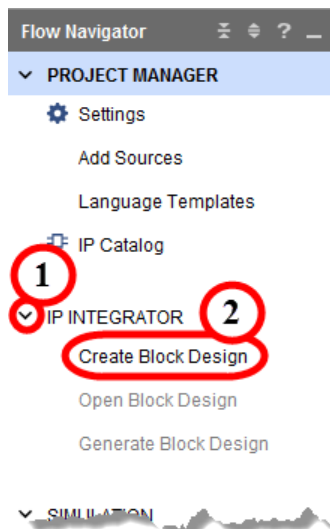 Flow Navigator ?
PROJECT MANAGER
Settings
Add Sources
Language Templates
IP Catalog
1
IP INTEGRATOR 2
Create Block Design
Open Block Design
Generate Block Design
SIMULATION